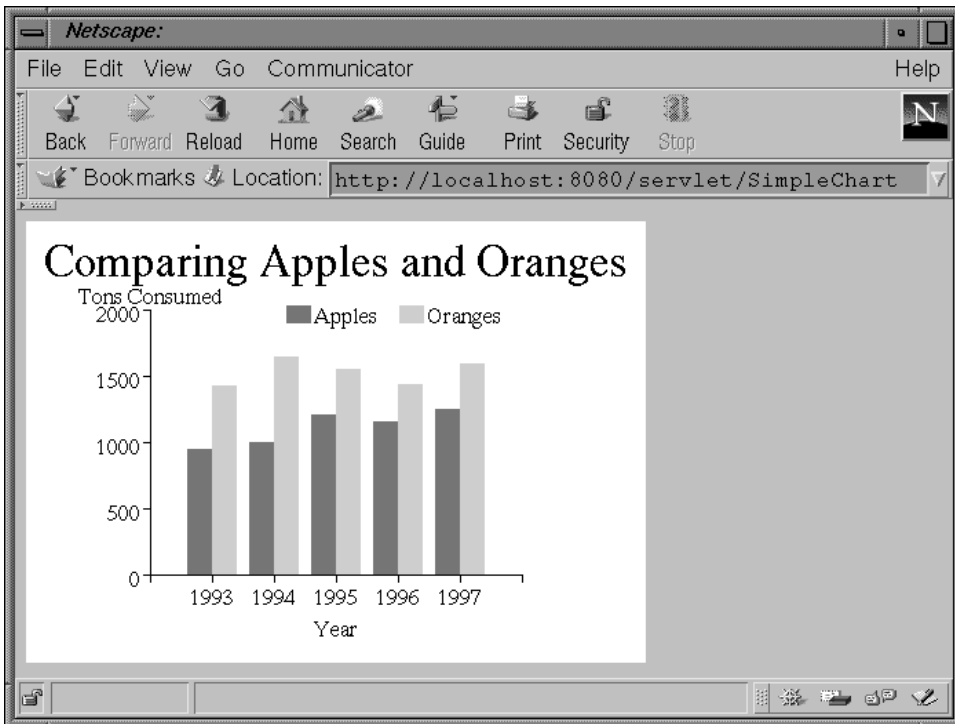 Netscape:
File Edit View Go Communicator Help
Back Forward Reload Home Search Guide Print Security Stop
N
Bookmarks Location: http://localhost:8080/servlet/SimpleChart
Comparing Apples and Oranges
Tons Consumed
2000
Apples Oranges
1500
1000
500
0
1993 1994 1995 1996 1997
Year